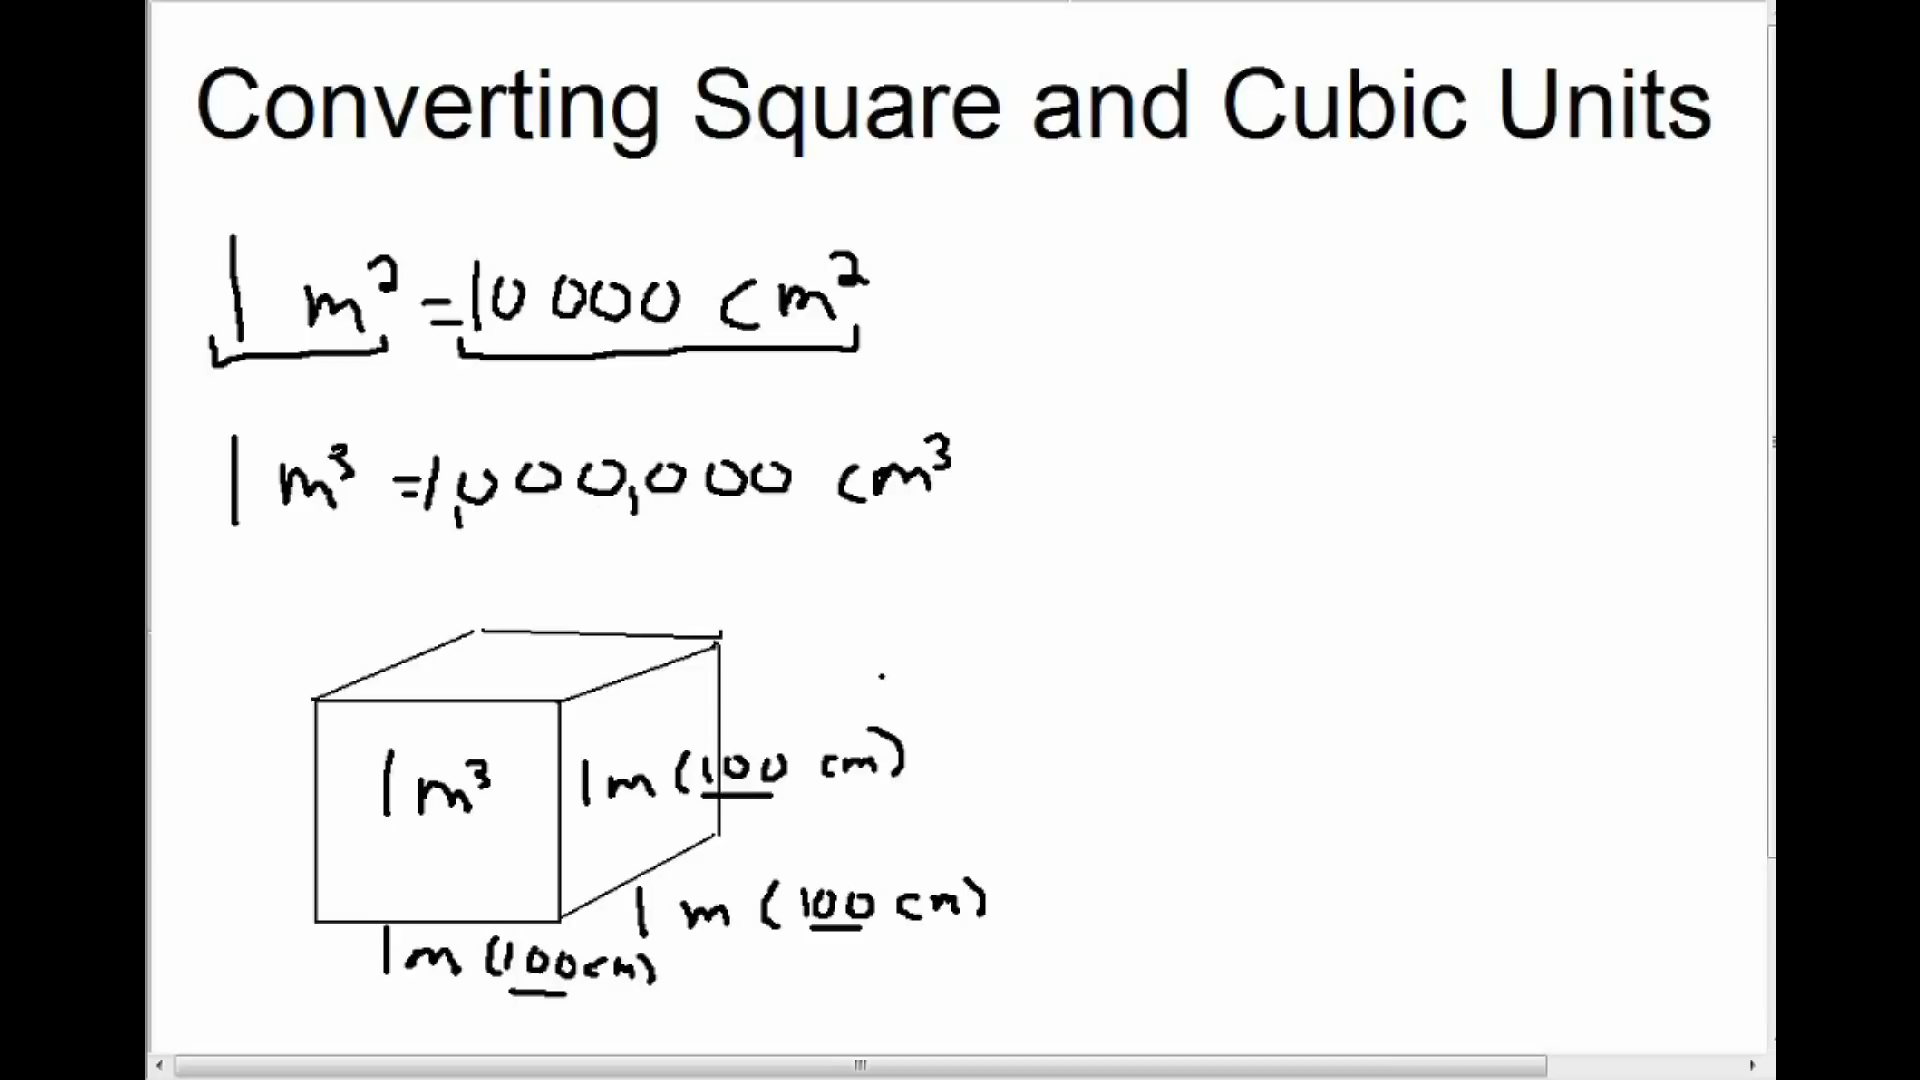 Converting Square and Cubic Units
1 m² = 10 000 cm²
1 m³ = 1,000,000 cm³
1 m³
1 m (100 cm)
1 m (100 cm)
1 m (100 cm)